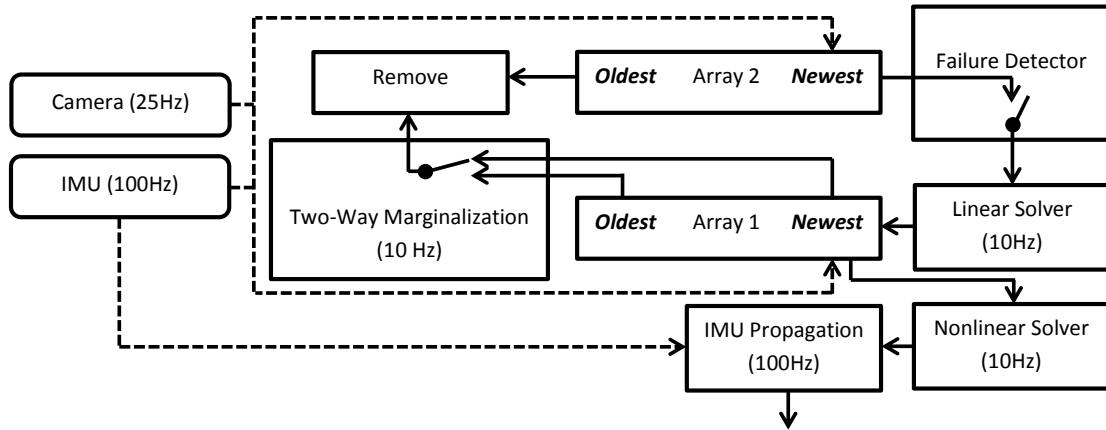 Camera (25Hz)
IMU (100Hz)
Remove
Oldest Array 2 Newest
Failure Detector
Two-Way Marginalization
(10 Hz)
Oldest Array 1 Newest
Linear Solver
(10Hz)
IMU Propagation
(100Hz)
Nonlinear Solver
(10Hz)